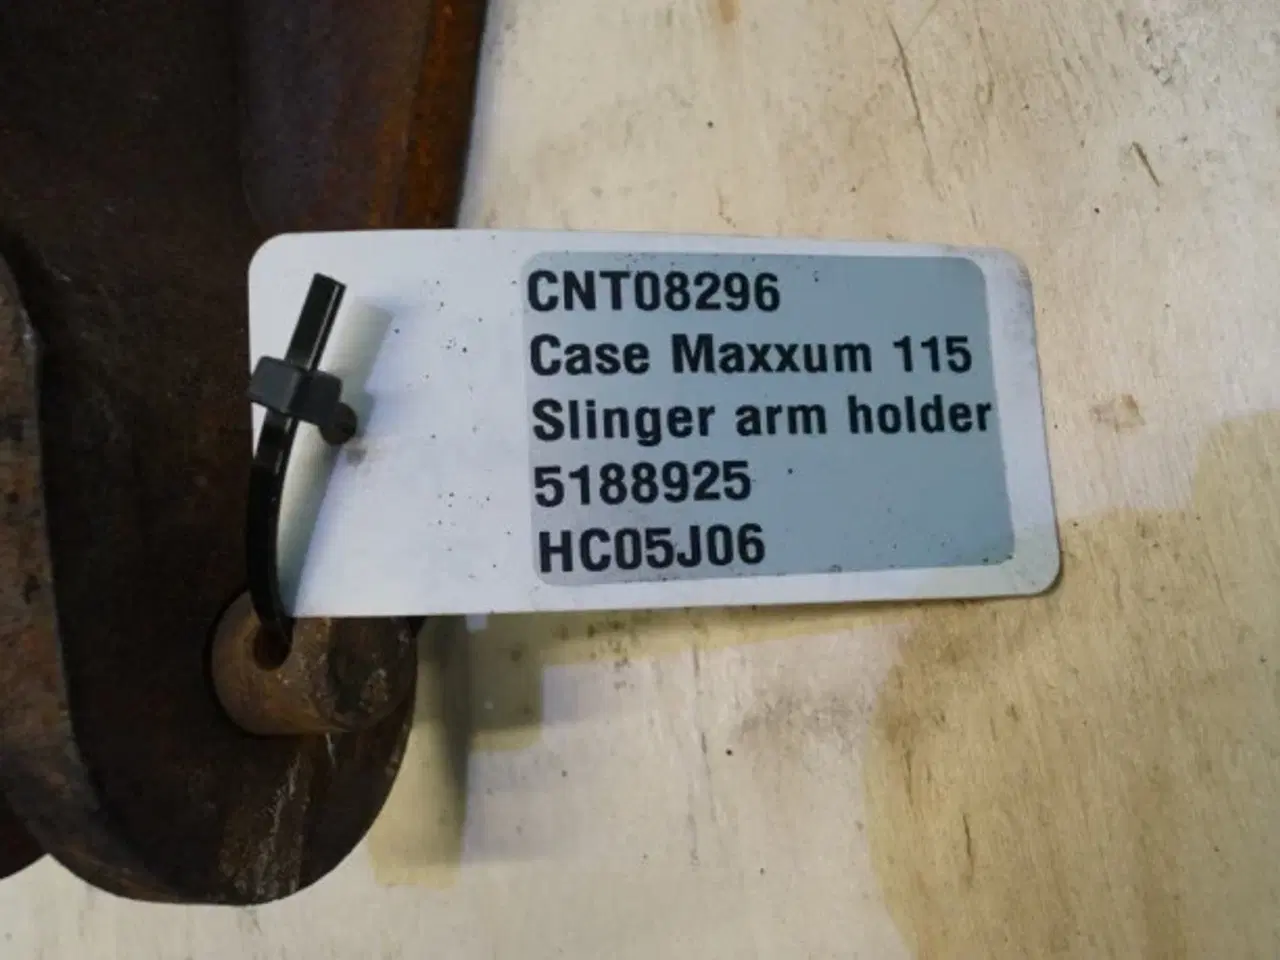 CNT08296
Case Maxxum 115
Slinger arm holder
5188925
HC05J06